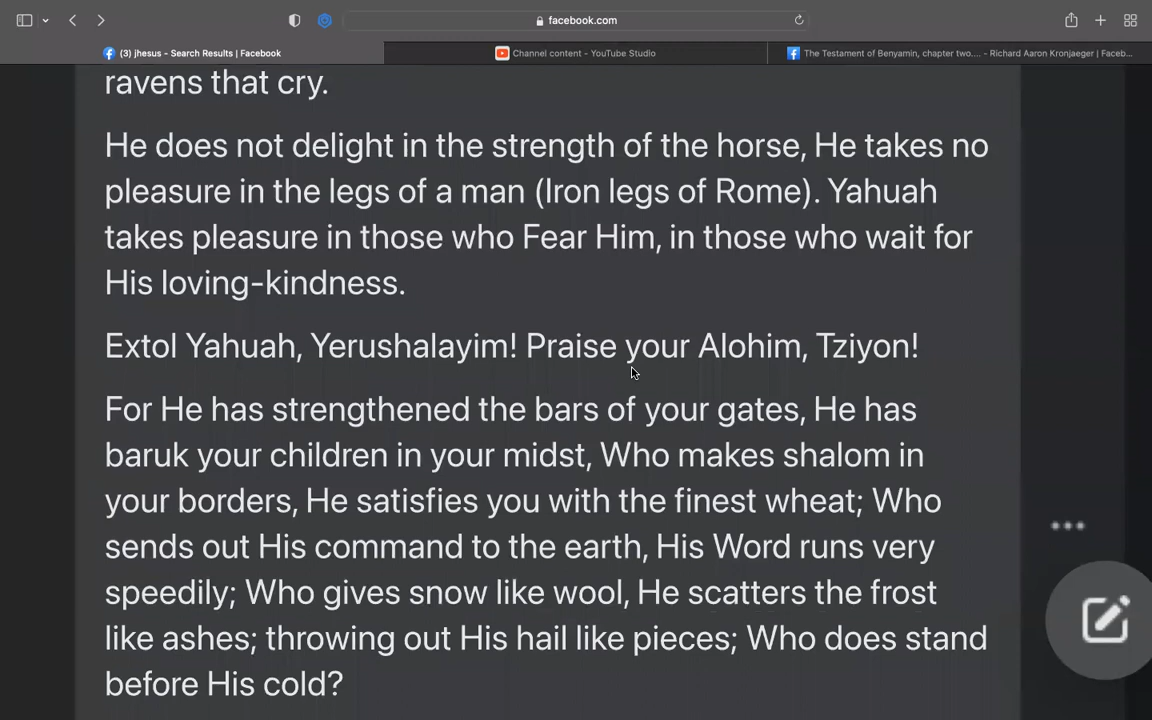 facebook.com
(3) jhesus - Search Results | Facebook
Channel content - YouTube Studio
The Testament of Benyamin, chapter two.... - Richard Aaron Kronjaeger | Faceb...
ravens that cry.
He does not delight in the strength of the horse, He takes no
pleasure in the legs of a man (Iron legs of Rome). Yahuah
takes pleasure in those who Fear Him, in those who wait for
His loving-kindness.
Extol Yahuah, Yerushalayim! Praise your Alohim, Tziyon!
For He has strengthened the bars of your gates, He has
baruk your children in your midst, Who makes shalom in
your borders, He satisfies you with the finest wheat; Who
sends out His command to the earth, His Word runs very
speedily; Who gives snow like wool, He scatters the frost
like ashes; throwing out His hail like pieces; Who does stand
before His cold?